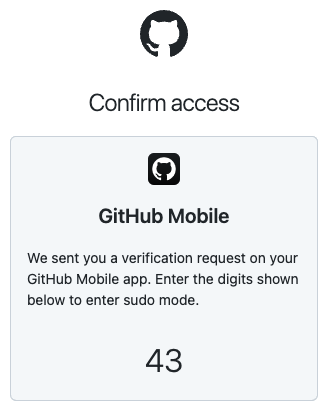 Confirm access
GitHub Mobile
We sent you a verification request on your
GitHub Mobile app. Enter the digits shown
below to enter sudo mode.
43